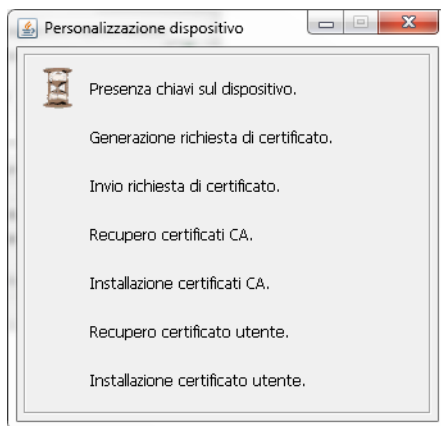 Personalizzazione dispositivo
Presenza chiavi sul dispositivo.
Generazione richiesta di certificato.
Invio richiesta di certificato.
Recupero certificati CA.
Installazione certificati CA.
Recupero certificato utente.
Installazione certificato utente.